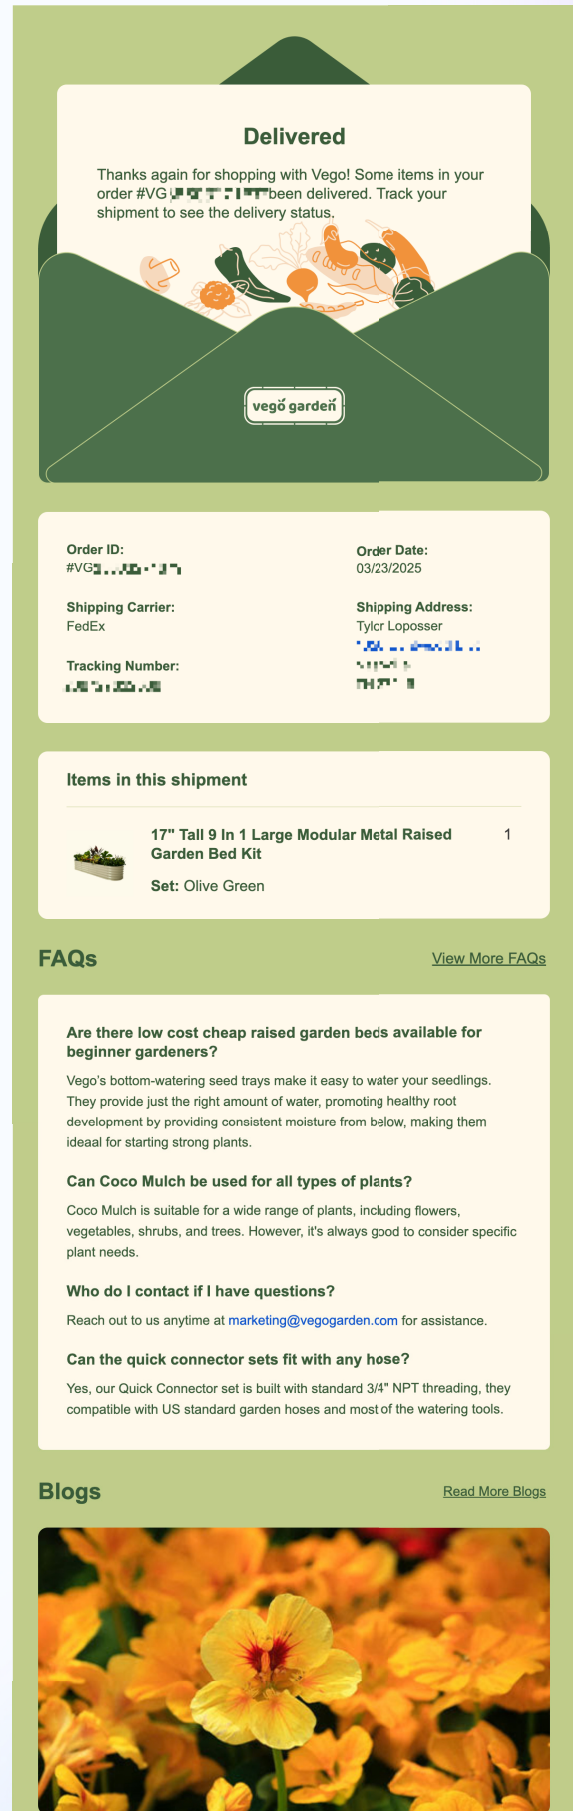 Delivered
Thanks again for shopping with Vego! Some items in your
order #VG been delivered. Track your
shipment to see the delivery status.
vego garden
Order ID:
#VG
Order Date:
03/23/2025
Shipping Carrier:
FedEx
Shipping Address:
Tyler Loposser
Tracking Number:
Items in this shipment
17" Tall 9 In 1 Large Modular Metal Raised
Garden Bed Kit
1
Set: Olive Green
FAQs
View More FAQs
Are there low cost cheap raised garden beds available for
beginner gardeners?
Vego's bottom-watering seed trays make it easy to water your seedlings.
They provide just the right amount of water, promoting healthy root
development by providing consistent moisture from below, making them
ideaal for starting strong plants.
Can Coco Mulch be used for all types of plants?
Coco Mulch is suitable for a wide range of plants, including flowers,
vegetables, shrubs, and trees. However, it's always good to consider specific
plant needs.
Who do I contact if I have questions?
Reach out to us anytime at marketing@vegogarden.com for assistance.
Can the quick connector sets fit with any hose?
Yes, our Quick Connector set is built with standard 3/4" NPT threading, they
compatible with US standard garden hoses and most of the watering tools.
Blogs
Read More Blogs